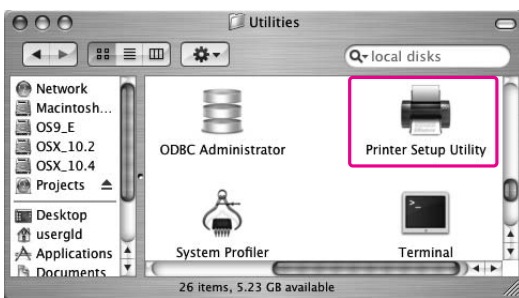 Utilities
local disks
Network
Macintosh...
OS9_E
OSX_10.2
OSX_10.4
Projects
Desktop
usergld
Applications
Documents
ODBC Administrator
Printer Setup Utility
System Profiler
Terminal
26 items, 5.23 GB available